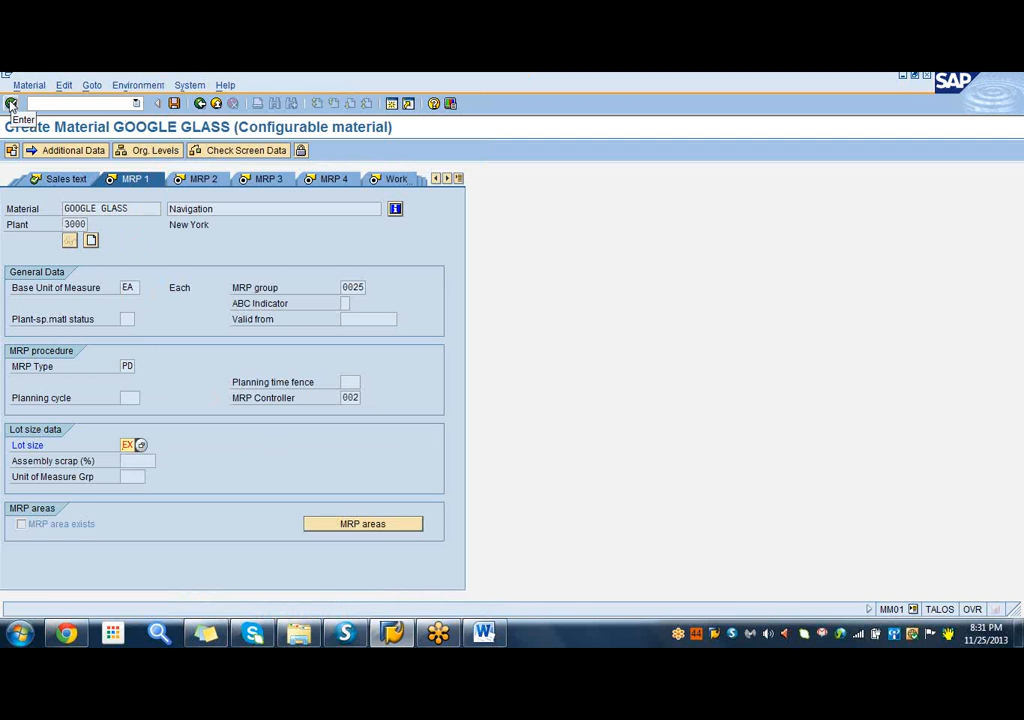 Material Edit Goto Environment System Help
SAP
Enter
Create Material GOOGLE GLASS (Configurable material)
Additional Data Org. Levels Check Screen Data
Sales text MRP 1 MRP 2 MRP 3 MRP 4 Work
Material GOOGLE GLASS Navigation
Plant 3000 New York
General Data
Base Unit of Measure EA Each MRP group 0025
ABC Indicator
Plant-sp.matl status Valid from
MRP procedure
MRP Type PD
Planning time fence
Planning cycle MRP Controller 002
Lot size data
Lot size EX
Assembly scrap (%)
Unit of Measure Grp
MRP areas
MRP area exists MRP areas
MM01 TALOS OVR
44 8:31 PM
11/25/2013